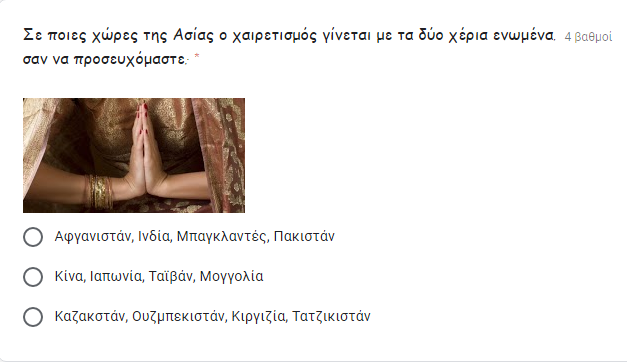 Σε ποιες χώρες της Ασίας ο χαιρετισμός γίνεται με τα δύο χέρια ενωμένα, 4 βαθμοί
σαν να προσευχόμαστε; *
Αφγανιστάν, Ινδία, Μπαγκλαντές, Πακιστάν
Κίνα, Ιαπωνία, Ταϊβάν, Μογγολία
Καζακστάν, Ουζμπεκιστάν, Κιργιζία, Τατζικιστάν